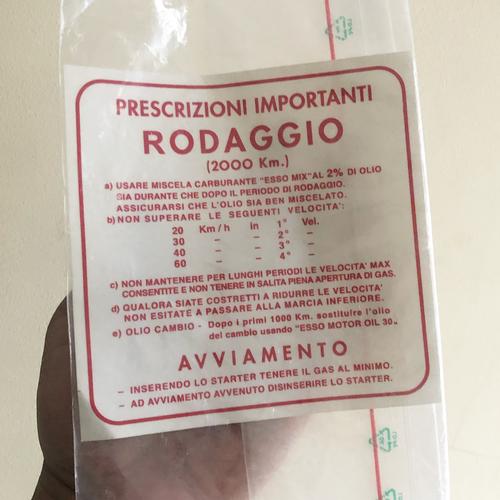 PRESCRIZIONI IMPORTANTI
RODAGGIO
(2000 Km.)
a) USARE MISCELA CARBURANTE "ESSO MIX" AL 2% DI OLIO
SIA DURANTE CHE DOPO IL PERIODO DI RODAGGIO.
ASSICURARSI CHE L'OLIO SIA BEN MISCELATO.
b) NON SUPERARE LE SEGUENTI VELOCITA':
20 Km/h in 1ª Vel.
30 – – 2ª –
40 – – 3ª –
60 – – 4ª –
c) NON MANTENERE PER LUNGHI PERIODI LE VELOCITA' MAX
CONSENTITE E NON TENERE IN SALITA PIENA APERTURA DI GAS.
d) QUALORA SIATE COSTRETTI A RIDURRE LE VELOCITA'
NON ESITATE A PASSARE ALLA MARCIA INFERIORE.
e) OLIO CAMBIO - Dopo i primi 1000 Km. sostituire l'olio
del cambio usando "ESSO MOTOR OIL 30„
AVVIAMENTO
– INSERENDO LO STARTER TENERE IL GAS AL MINIMO.
– AD AVVIAMENTO AVVENUTO DISINSERIRE LO STARTER.